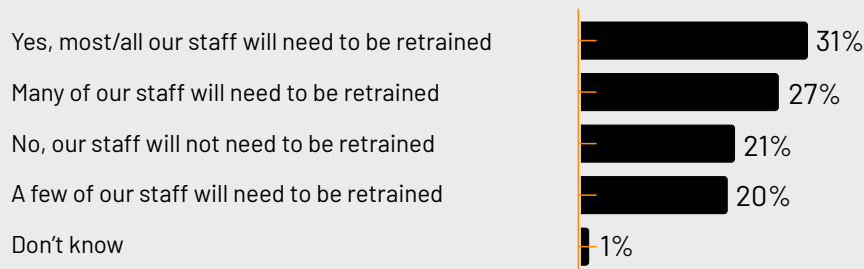 Yes, most/all our staff will need to be retrained 31%
Many of our staff will need to be retrained 27%
No, our staff will not need to be retrained 21%
A few of our staff will need to be retrained 20%
Don’t know 1%